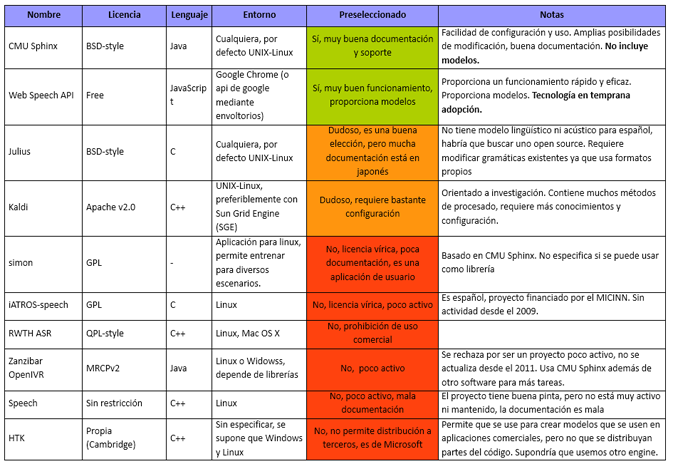 Nombre Licencia Lenguaje Entorno Preseleccionado Notas
CMU Sphinx
BSD-style
Java
Cualquiera, por
defecto UNIX-Linux
Sí, muy buena documentación
y soporte
Facilidad de configuración y uso. Amplias posibilidades
de modificación, buena documentación. No incluye
modelos.
Web Speech API
Free
JavaScrip
t
Google Chrome (o
api de google
mediante
envoltorios)
Sí, muy buen funcionamiento,
proporciona modelos
Proporciona un funcionamiento rápido y eficaz.
Proporciona modelos. Tecnología en temprana
adopción.
Julius
BSD-style
C
Cualquiera, por
defecto UNIX-Linux
Dudoso, es una buena
elección, pero mucha
documentación está en
japonés
No tiene modelo lingüístico ni acústico para español,
habría que buscar uno open source. Requiere
modificar gramáticas existentes ya que usa formatos
propios
Kaldi
Apache v2.0
C++
UNIX-Linux,
preferiblemente con
Sun Grid Engine
(SGE)
Dudoso, requiere bastante
configuración
Orientado a investigación. Contiene muchos métodos
de procesado, requiere más conocimientos y
configuración.
simon
GPL
-
Aplicación para linux,
permite entrenar
para diversos
escenarios.
No, licencia vírica, poca
documentación, es una
aplicación de usuario
Basado en CMU Sphinx. No especifica si se puede
usar como librería
iATROS-speech
GPL
C
Linux
No, licencia vírica, poco activo
Es español, proyecto financiado por el MICINN. Sin
actividad desde el 2009.
RWTH ASR
QPL-style
C++
Linux, Mac OS X
No, prohibición de uso
comercial
Zanzibar
OpenIVR
MRCPv2
Java
Linux o Widowss,
depende de librerías
No, poco activo
Se rechaza por ser un proyecto poco activo, no se
actualiza desde el 2011. Usa CMU Sphinx además de
otro software para más tareas.
Speech
Sin restricción
C++
Linux
No, poco activo, mala
documentación
El proyecto tiene buena pinta, pero no está muy activo
ni mantenido, la documentación es mala
HTK
Propia
(Cambridge)
C++
Sin especificar, se
supone que Windows
y Linux
No, no permite distribución a
terceros, es de Microsoft
Permite que se use para crear modelos que se usen en
aplicaciones comerciales, pero no que se distribuyan
partes del código. Supondría que usemos otro engine.